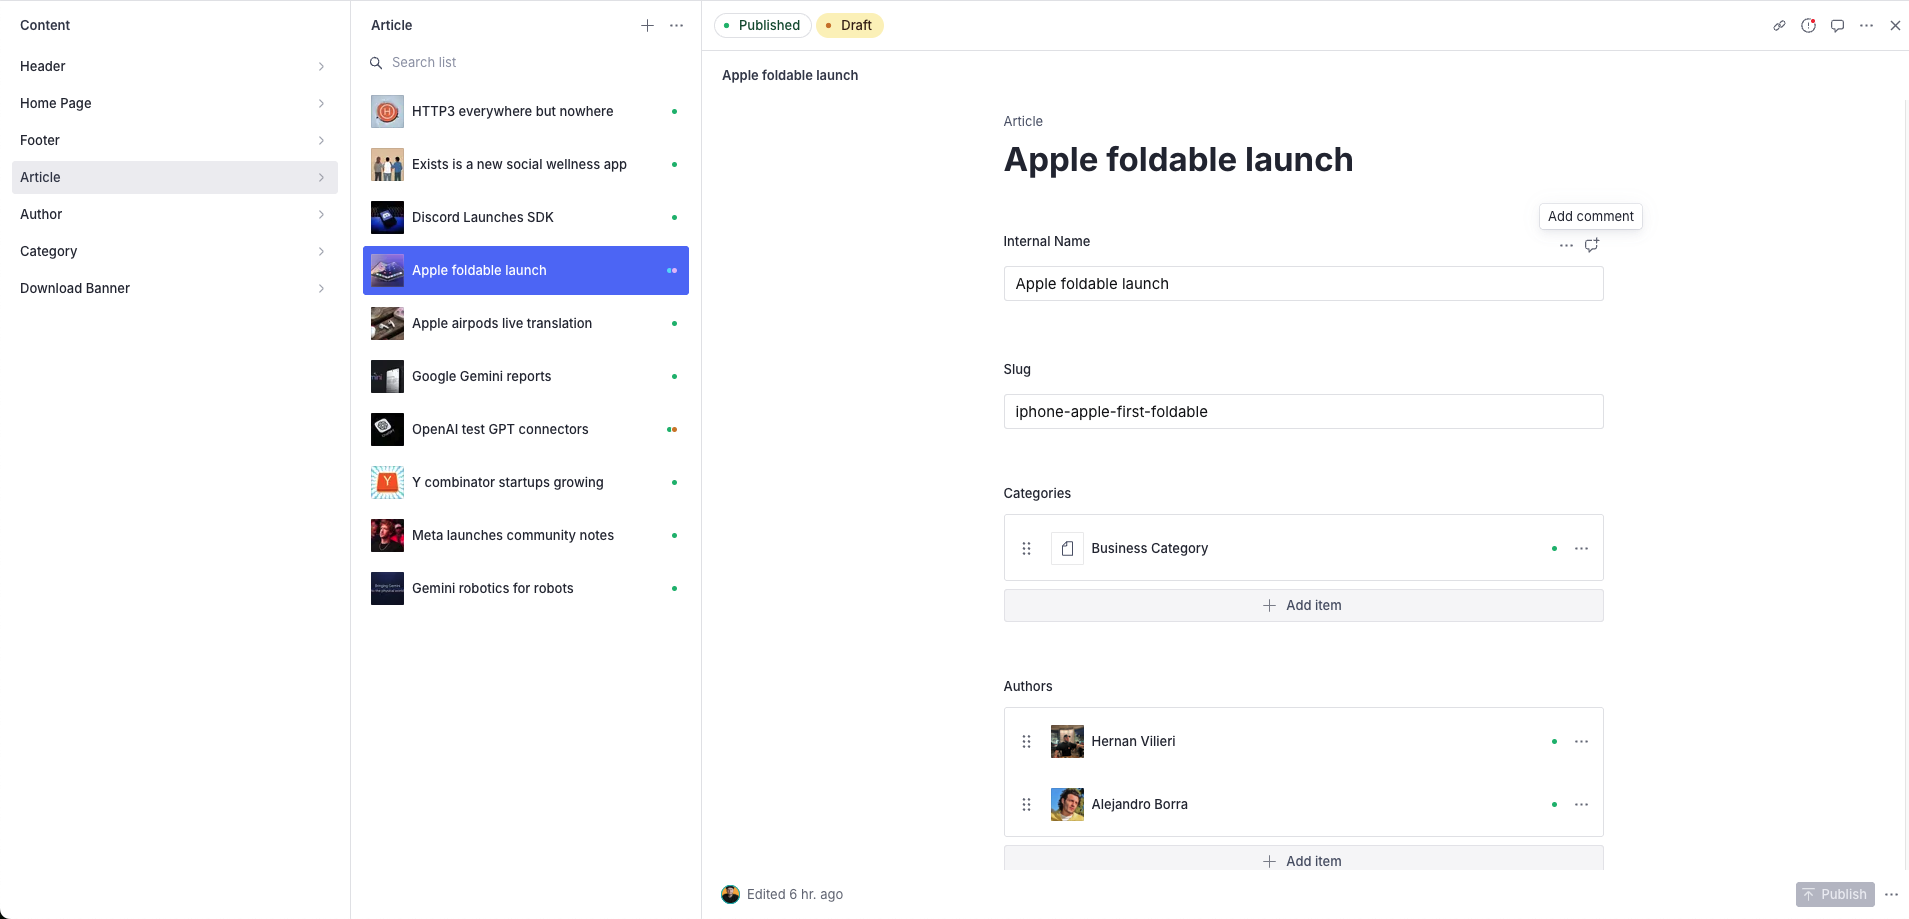 Content
Header
Home Page
Footer
Article
Author
Category
Download Banner
Article
Search list
HTTP3 everywhere but nowhere
Exists is a new social wellness app
Discord Launches SDK
Apple foldable launch
Apple airpods live translation
Google Gemini reports
OpenAI test GPT connectors
Y combinator startups growing
Meta launches community notes
Gemini robotics for robots
Published
Draft
Apple foldable launch
Article
Apple foldable launch
Add comment
Internal Name
Apple foldable launch
Slug
iphone-apple-first-foldable
Categories
Business Category
Add item
Authors
Hernan Vilieri
Alejandro Borra
Add item
Edited 6 hr. ago
Publish